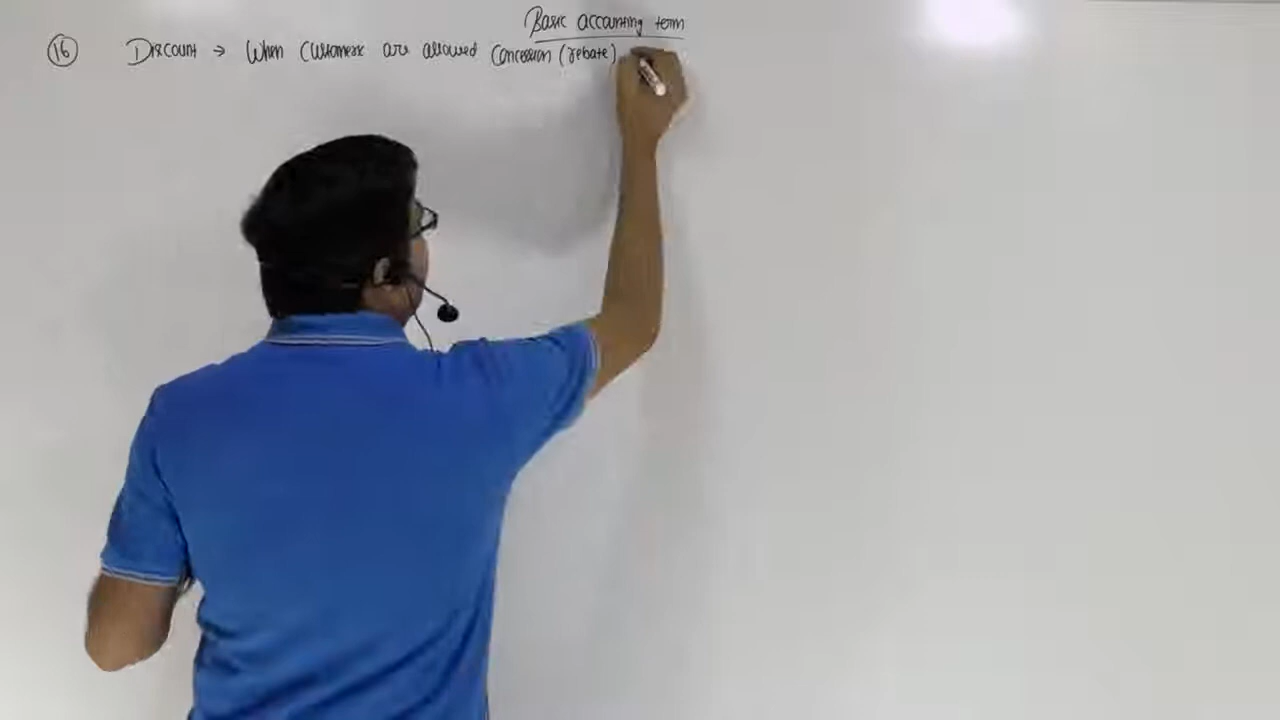 Basic accounting term
16 Discount → When Customers are allowed Concession (rebate)